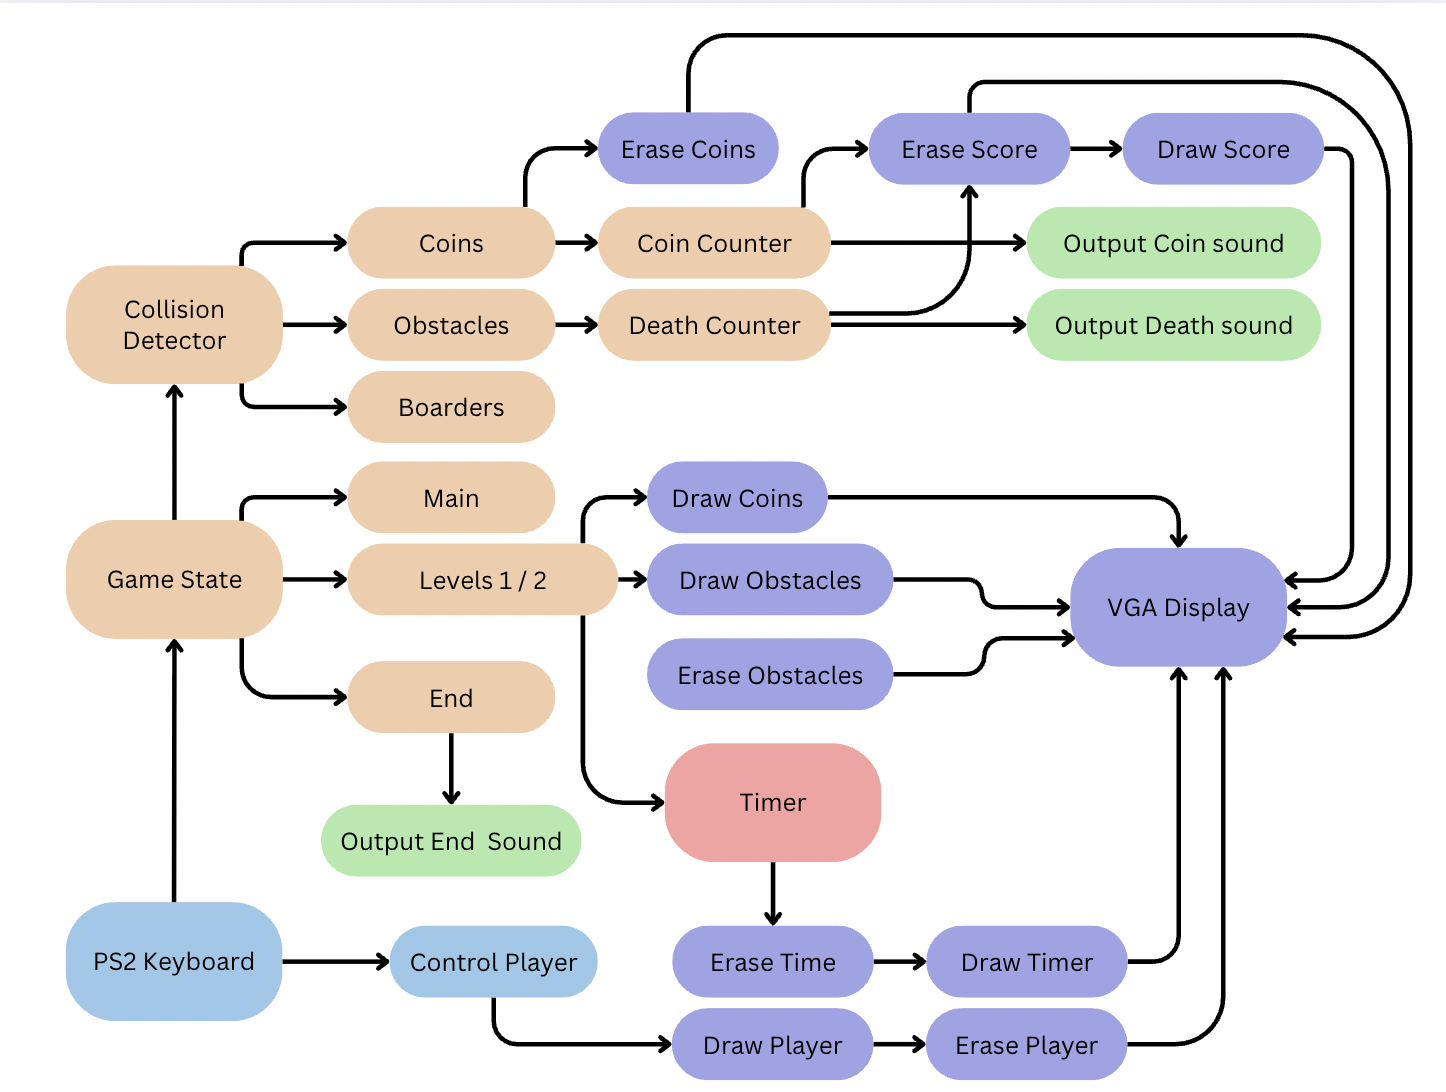 Erase Coins
Erase Score
Draw Score
Coins
Coin Counter
Output Coin sound
Collision
Detector
Obstacles
Death Counter
Output Death sound
Boarders
Main
Draw Coins
Game State
Levels 1 / 2
Draw Obstacles
VGA Display
Erase Obstacles
End
Timer
Output End  Sound
PS2 Keyboard
Control Player
Erase Time
Draw Timer
Draw Player
Erase Player